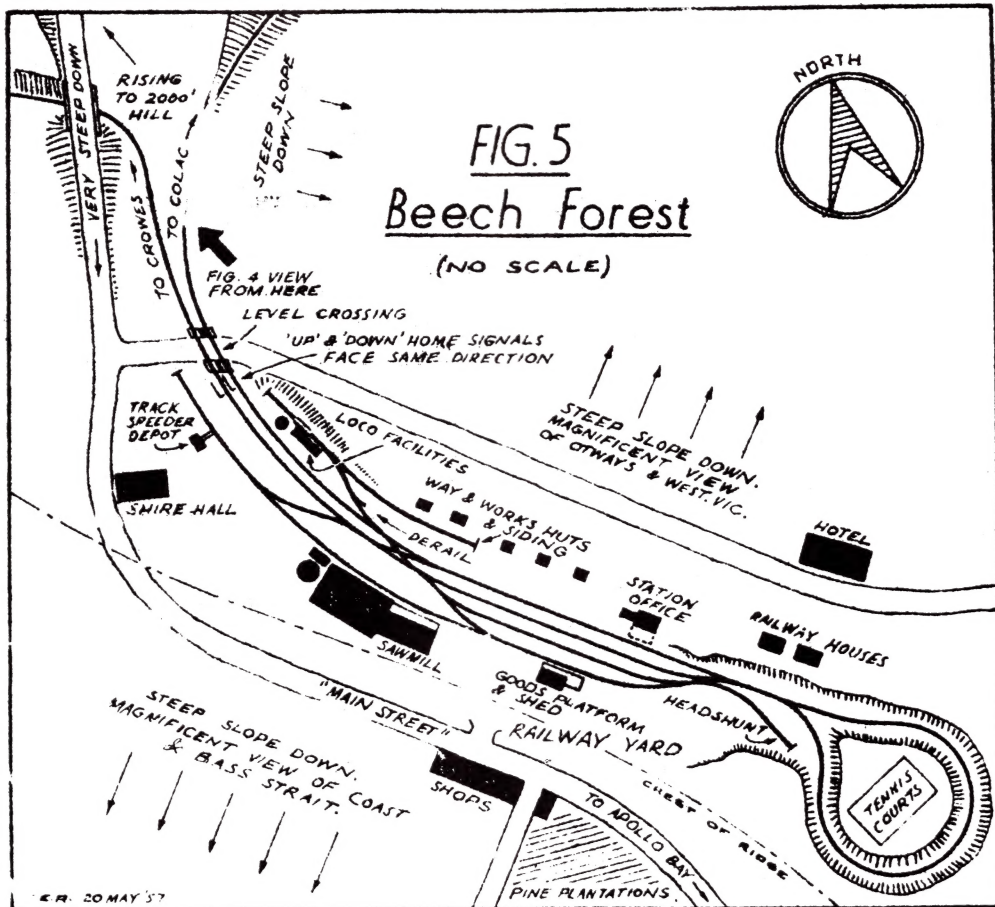 NORTH
RISING
TO 2000'
HILL
VERY STEEP DOWN
TO CROWES
TO COLAC
STEEP SLOPE
DOWN
FIG. 5
Beech Forest
(NO SCALE)
FIG. 4 VIEW
FROM HERE
LEVEL CROSSING
'UP' & 'DOWN' HOME SIGNALS
FACE SAME DIRECTION
TRACK
SPEEDER
DEPOT
SHIRE HALL
LOCO FACILITIES
WAY & WORKS HUTS
& SIDING
DERAIL
STEEP SLOPE DOWN.
MAGNIFICENT VIEW
OF OTWAYS & WEST. VIC.
HOTEL
STATION
OFFICE
RAILWAY HOUSES
SAWMILL
GOODS PLATFORM
& SHED
HEADSHUNT
"MAIN STREET"
RAILWAY YARD
STEEP SLOPE DOWN.
MAGNIFICENT VIEW OF COAST
& BASS STRAIT.
SHOPS
TENNIS
COURTS
CREST OF RIDGE
TO APOLLO BAY
PINE PLANTATIONS.
E.R. 20 MAY '57